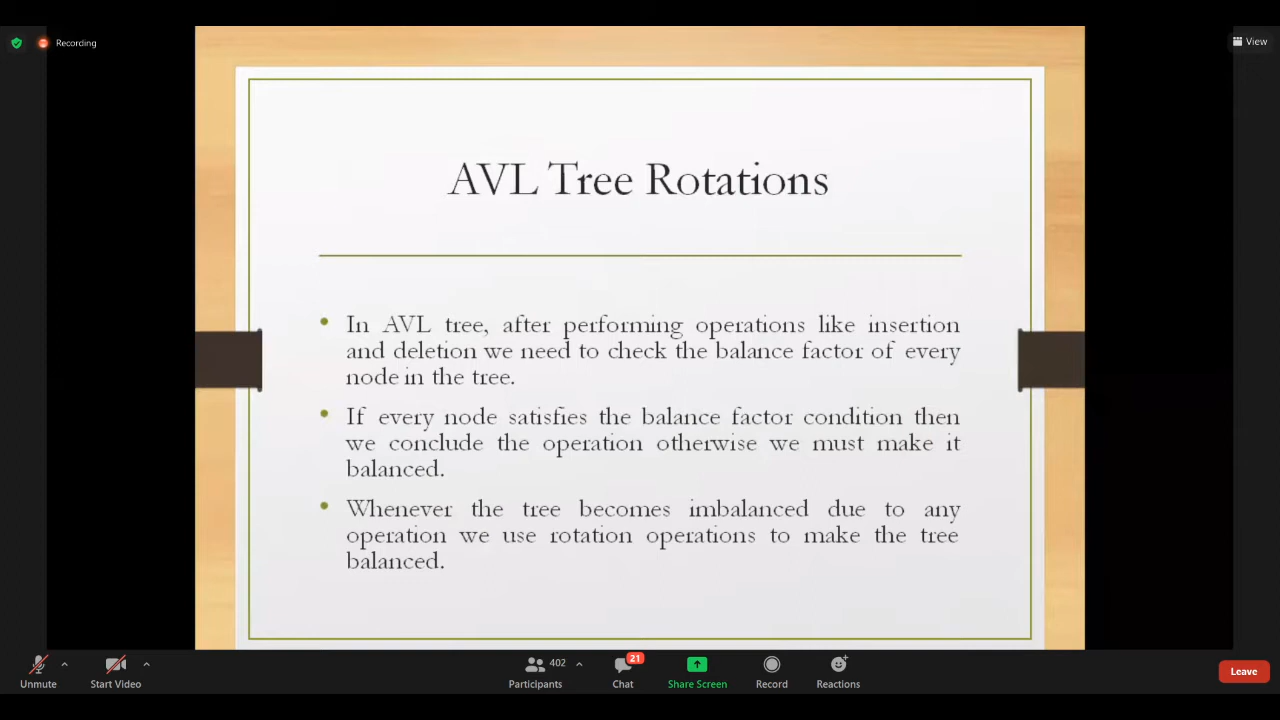 Recording
View
AVL Tree Rotations
• In AVL tree, after performing operations like insertion
and deletion we need to check the balance factor of every
node in the tree.
• If every node satisfies the balance factor condition then
we conclude the operation otherwise we must make it
balanced.
• Whenever the tree becomes imbalanced due to any
operation we use rotation operations to make the tree
balanced.
402
21
Unmute
Start Video
Participants
Chat
Share Screen
Record
Reactions
Leave